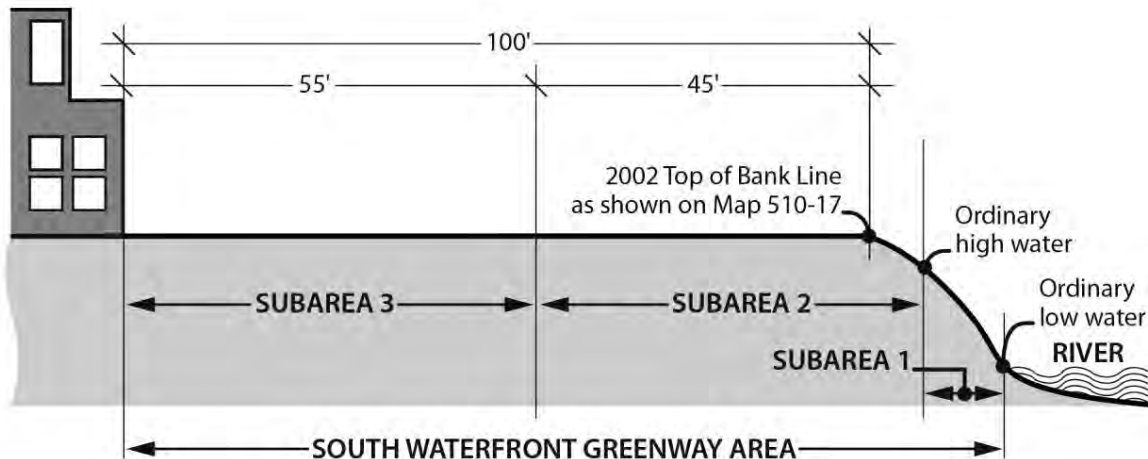 100'
55'
45'
2002 Top of Bank Line
as shown on Map 510-17
Ordinary
high water
Ordinary
low water
SUBAREA 3
SUBAREA 2
RIVER
SUBAREA 1
SOUTH WATERFRONT GREENWAY AREA